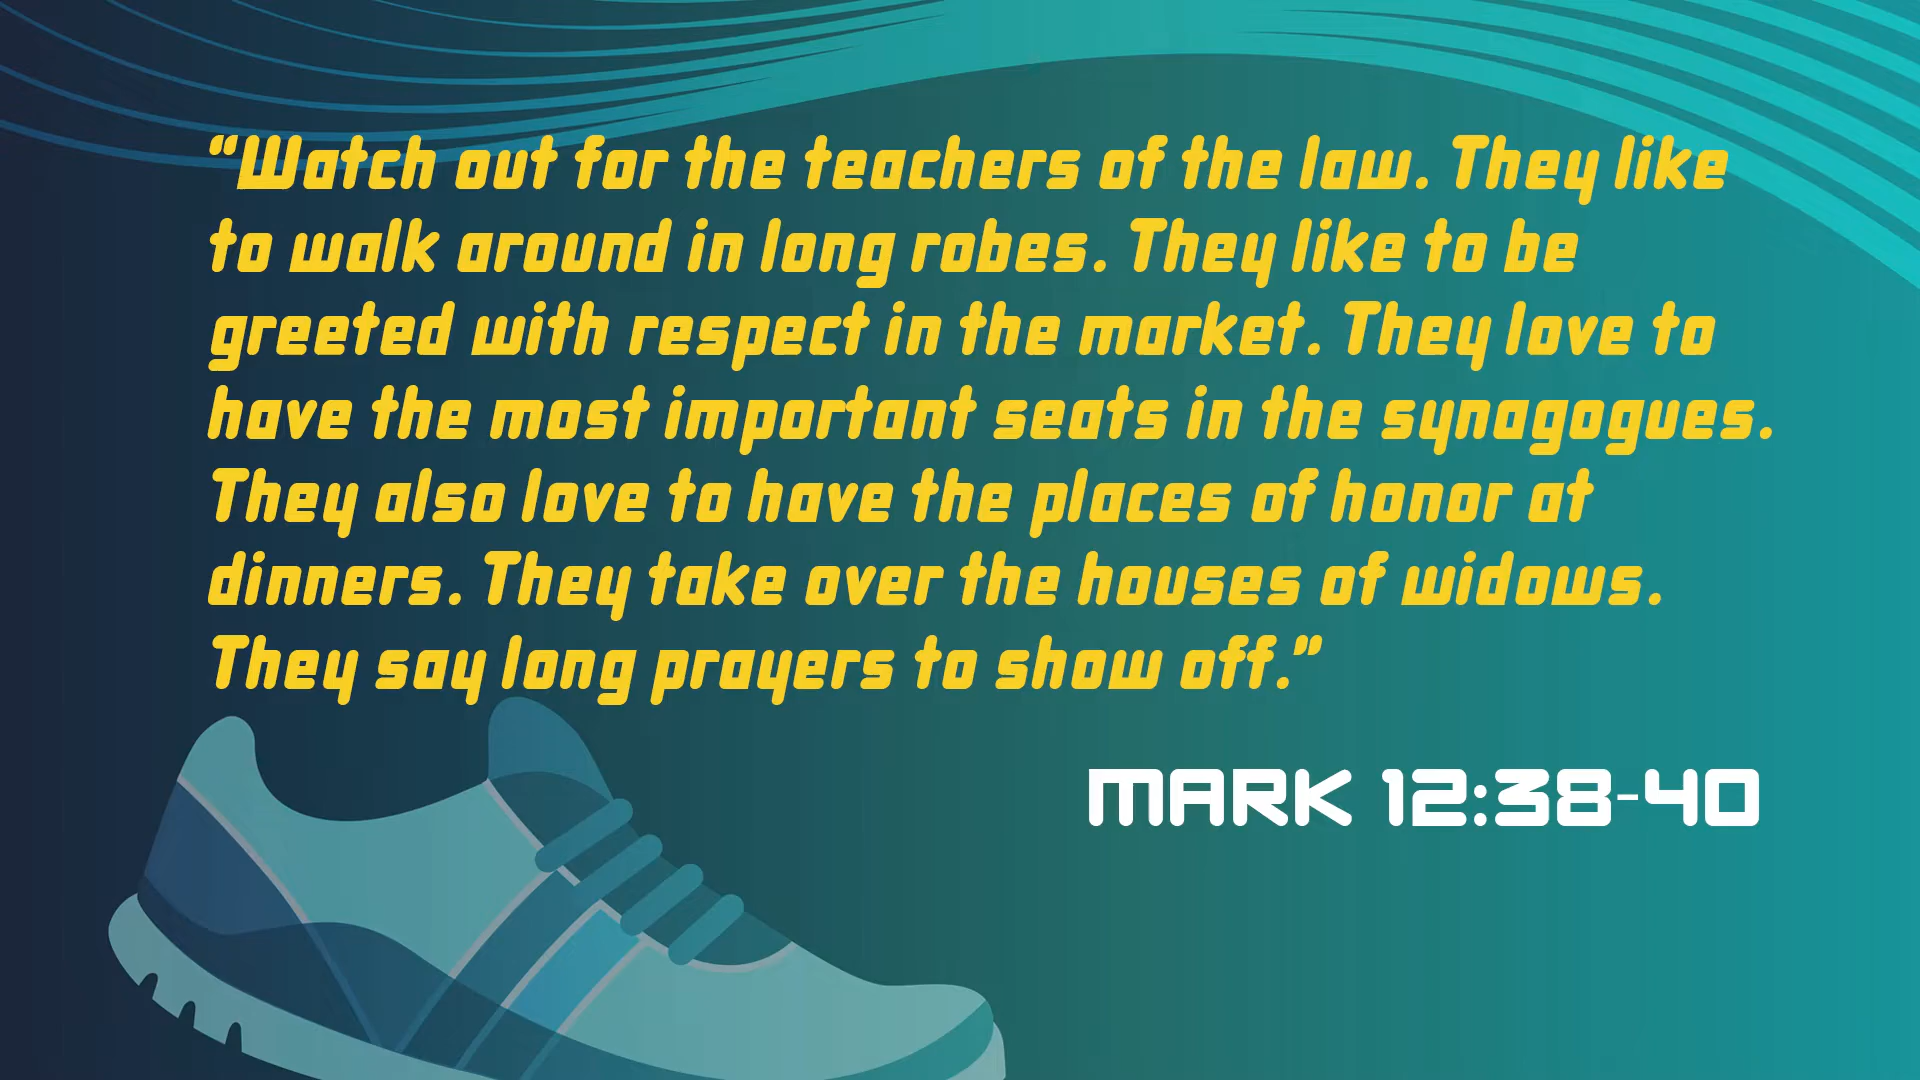 "Watch out for the teachers of the law. They like
to walk around in long robes. They like to be
greeted with respect in the market. They love to
have the most important seats in the synagogues.
They also love to have the places of honor at
dinners. They take over the houses of widows.
They say long prayers to show off."
MARK 12:38-40